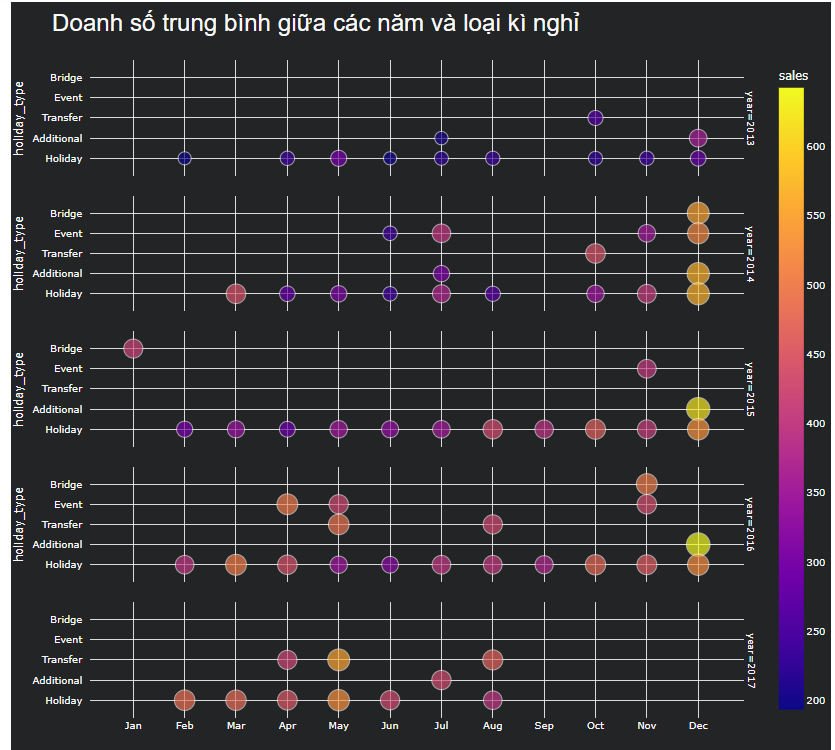 Doanh số trung bình giữa các năm và loại kì nghỉ
sales
holiday_type
Bridge
Event
Transfer
Additional
Holiday
year=2013
holiday_type
Bridge
Event
Transfer
Additional
Holiday
year=2014
holiday_type
Bridge
Event
Transfer
Additional
Holiday
year=2015
holiday_type
Bridge
Event
Transfer
Additional
Holiday
year=2016
Bridge
Event
Transfer
Additional
Holiday
year=2017
Jan Feb Mar Apr May Jun Jul Aug Sep Oct Nov Dec
600
550
500
450
400
350
300
250
200